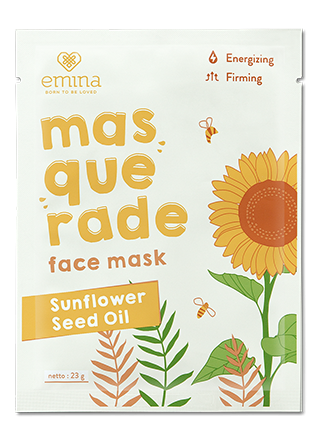 emina
BORN TO BE LOVED
Energizing
Firming
mas
que
rade
face mask
Sunflower
Seed Oil
netto : 23 g